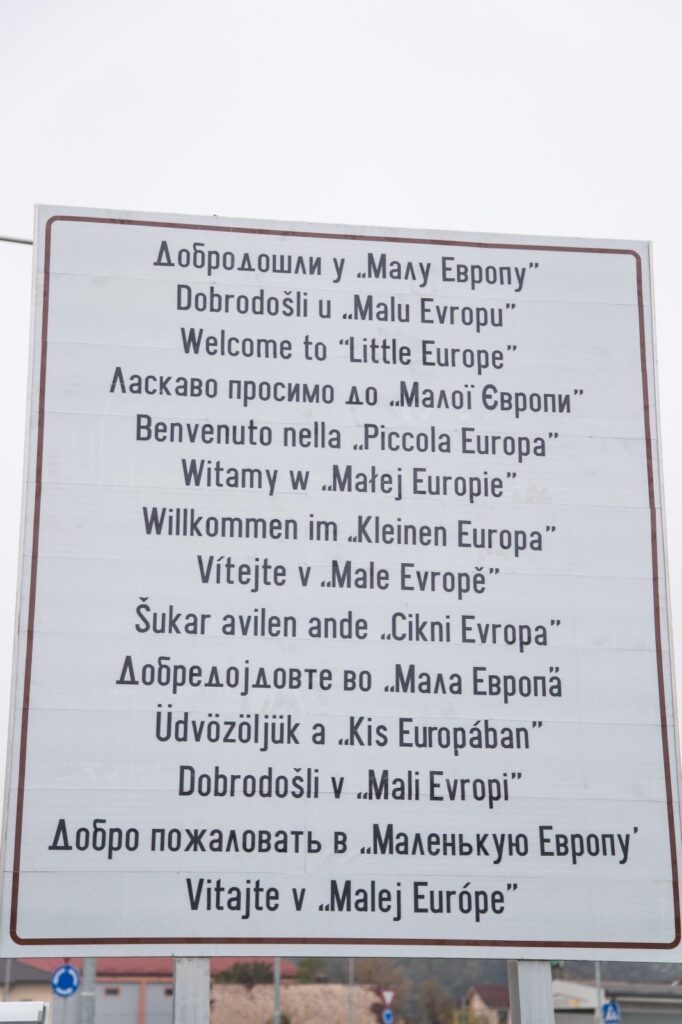 Добродошли у „Малу Европу”
Dobrodošli u „Malu Evropu”
Welcome to “Little Europe”
Ласкаво просимо до „Малої Європи”
Benvenuto nella „Piccola Europa”
Witamy w „Małej Europie”
Willkommen im „Kleinen Europa”
Vítejte v „Male Evropě”
Šukar avilen ande „Cikni Evropa”
Добредојдовте во „Мала Европӓ
Üdvözöljük a „Kis Európában”
Dobrodošli v „Mali Evropi”
Добро пожаловать в „Маленькую Европу’
Vitajte v „Malej Európe”